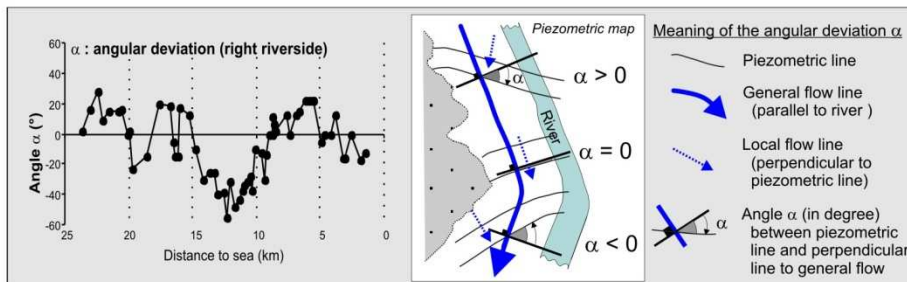 α : angular deviation (right riverside)
Angle α (°)
60
40
20
0
-20
-40
-60
25
20
15
10
5
0
Distance to sea (km)
Piezometric map
α > 0
α
River
α = 0
α < 0
Meaning of the angular deviation α
Piezometric line
General flow line
(parallel to river )
Local flow line
(perpendicular to
piezometric line)
α
Angle α (in degree)
between piezometric
line and perpendicular
line to general flow